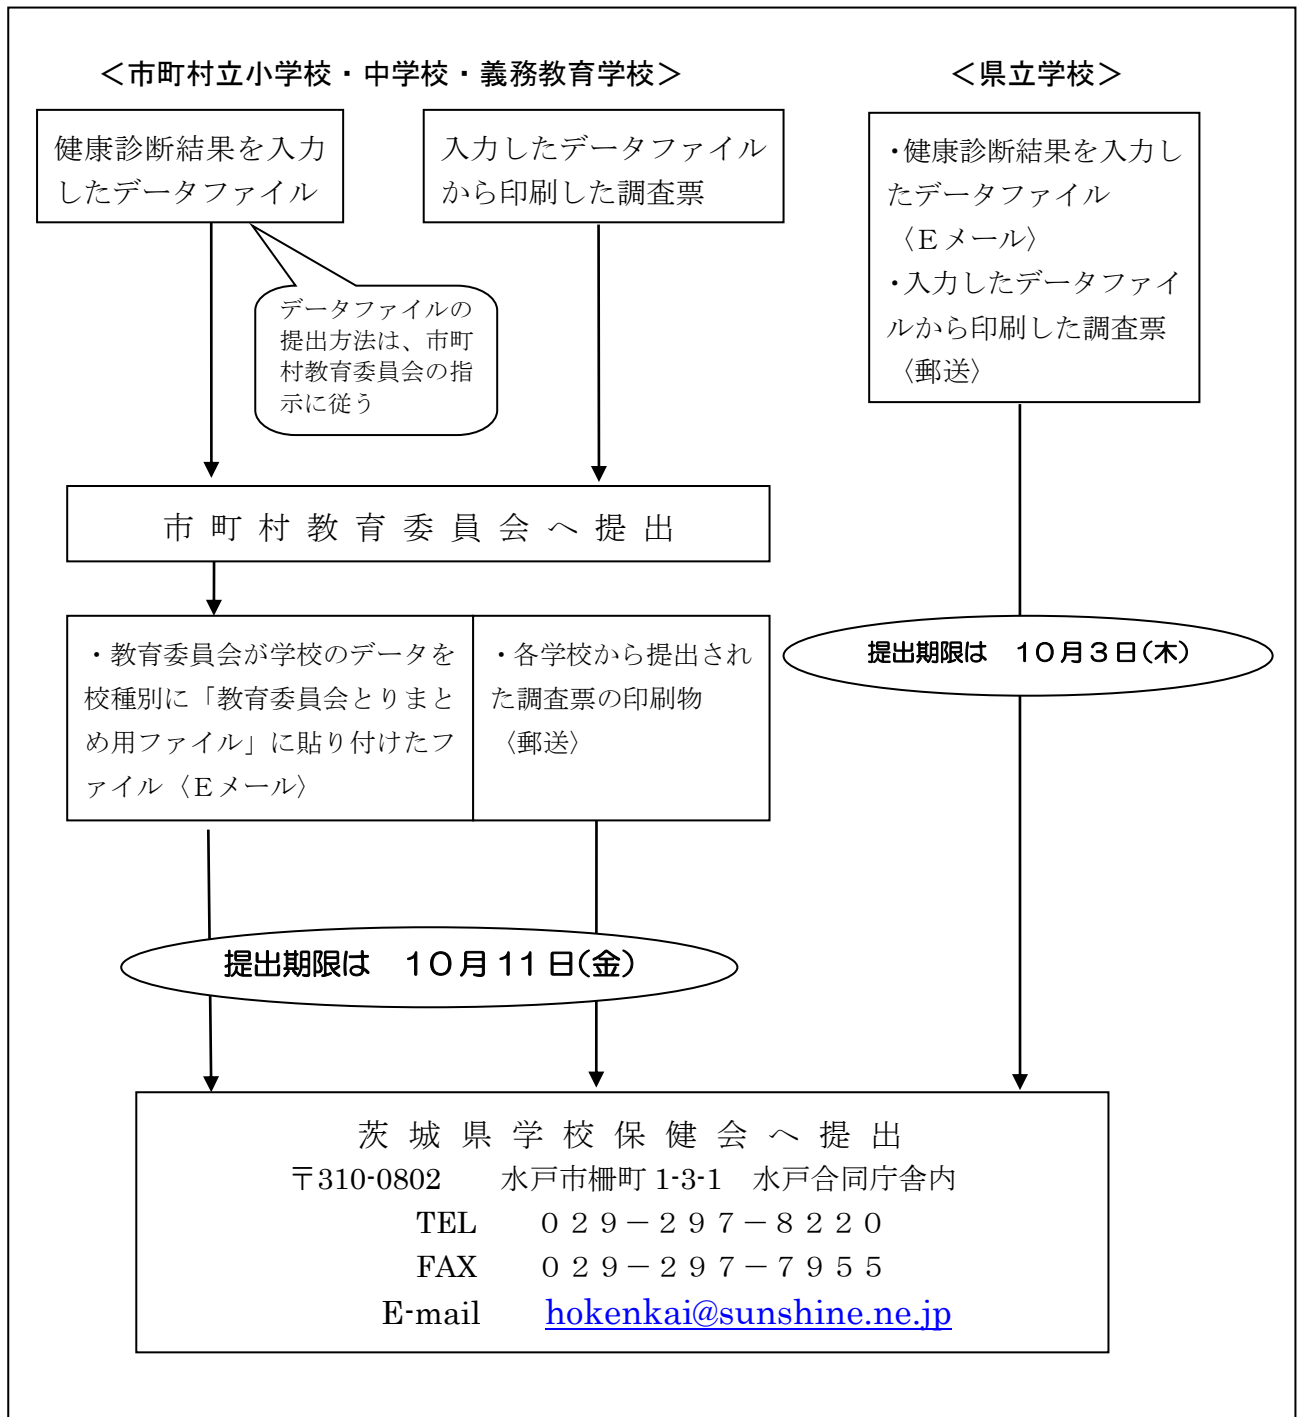 ＜市町村立小学校・中学校・義務教育学校＞
＜県立学校＞
健康診断結果を入力
したデータファイル
入力したデータファイル
から印刷した調査票
・健康診断結果を入力し
たデータファイル
〈Ｅメール〉
・入力したデータファイ
ルから印刷した調査票
〈郵送〉
データファイルの
提出方法は、市町
村教育委員会の指
示に従う
市 町 村 教 育 委 員 会 へ 提 出
・教育委員会が学校のデータを
校種別に「教育委員会とりまと
め用ファイル」に貼り付けたフ
ァイル〈Ｅメール〉
・各学校から提出され
た調査票の印刷物
〈郵送〉
提出期限は　１０月３日（木）
提出期限は　１０月 11 日（金）
茨 城 県 学 校 保 健 会 へ 提 出
〒310-0802　　水戸市柵町 1-3-1　水戸合同庁舎内
TEL　　０２９－２９７－８２２０
FAX　　０２９－２９７－７９５５
E-mail　　hokenkai@sunshine.ne.jp